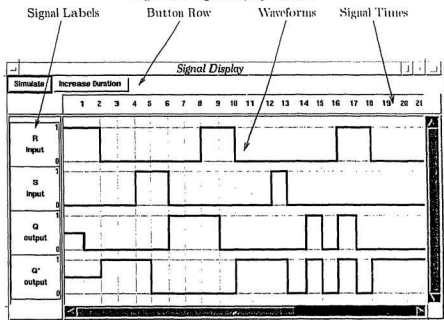 Signal Labels Button Row Waveforms Signal Times
Signal Display
Simulate Increase Duration
1 2 3 4 5 6 7 8 9 10 11 12 13 14 15 16 17 18 19 20 21
1
R
input
0
1
S
input
0
1
Q
output
0
1
Q'
output
0